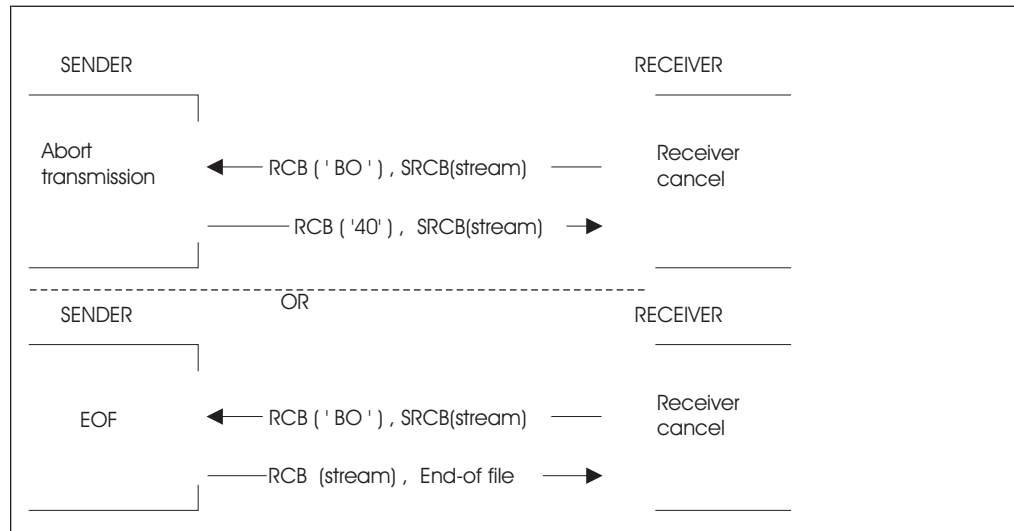 SENDER RECEIVER
Abort
transmission
RCB ( ' BO ' ) , SRCB(stream)
Receiver
cancel
RCB ( '40' ) , SRCB(stream)
OR
SENDER RECEIVER
EOF
RCB ( ' BO ' ) , SRCB(stream)
Receiver
cancel
RCB (stream) , End-of file